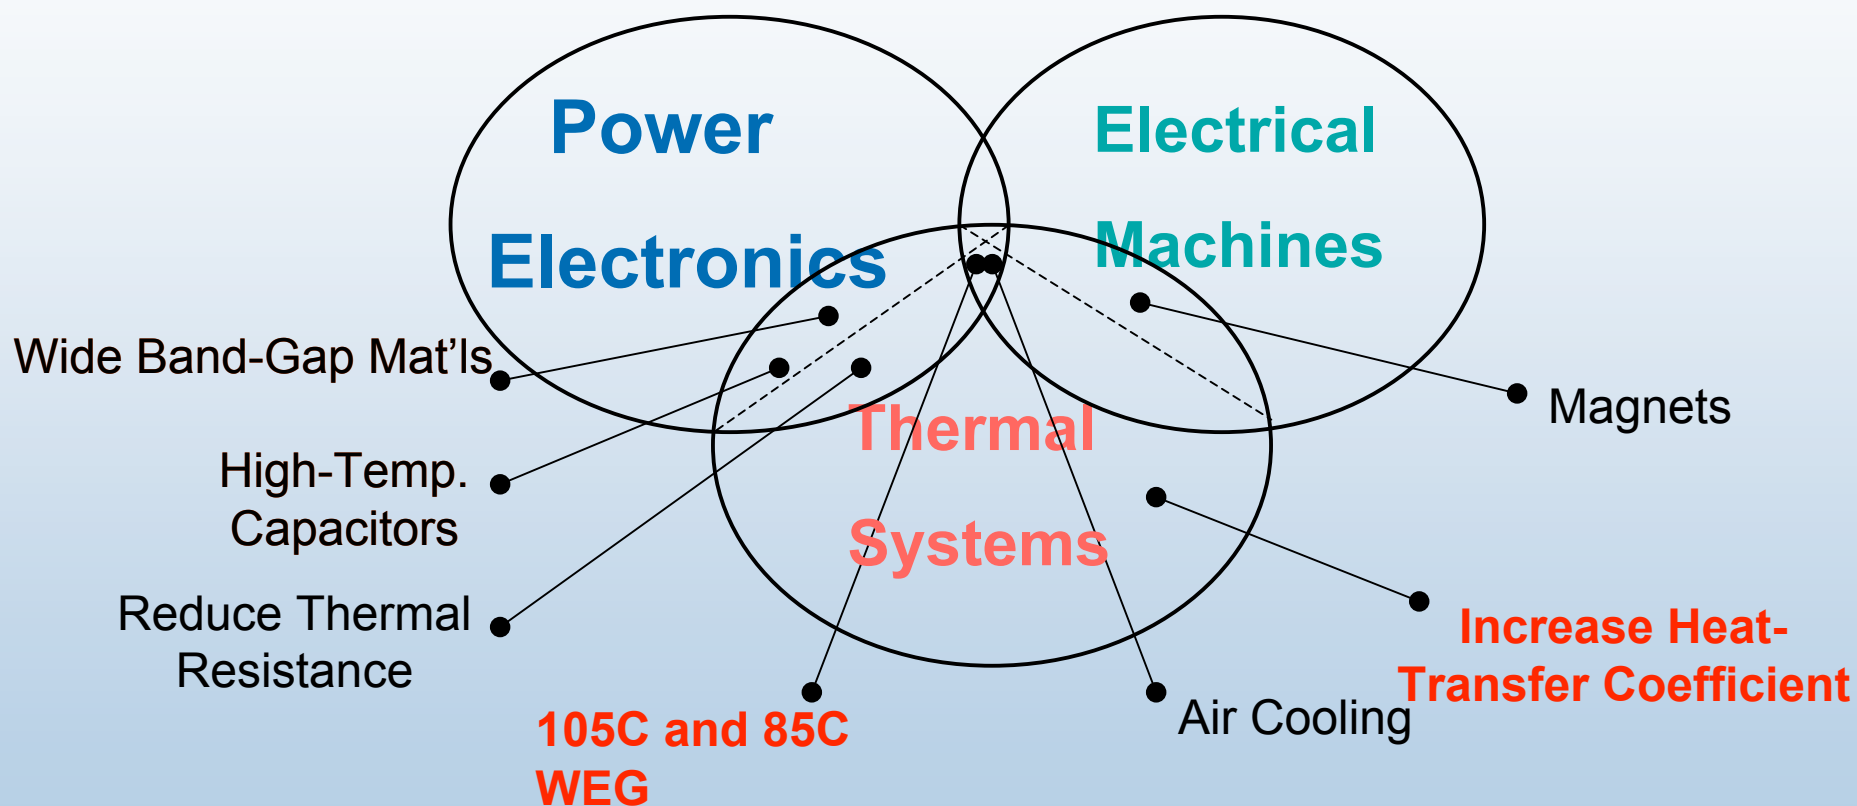 Power
Electronics
Electrical
Machines
Thermal
Systems
Wide Band-Gap Mat’ls
High-Temp.
Capacitors
Reduce Thermal
Resistance
105C and 85C
WEG
Air Cooling
Increase Heat-
Transfer Coefficient
Magnets